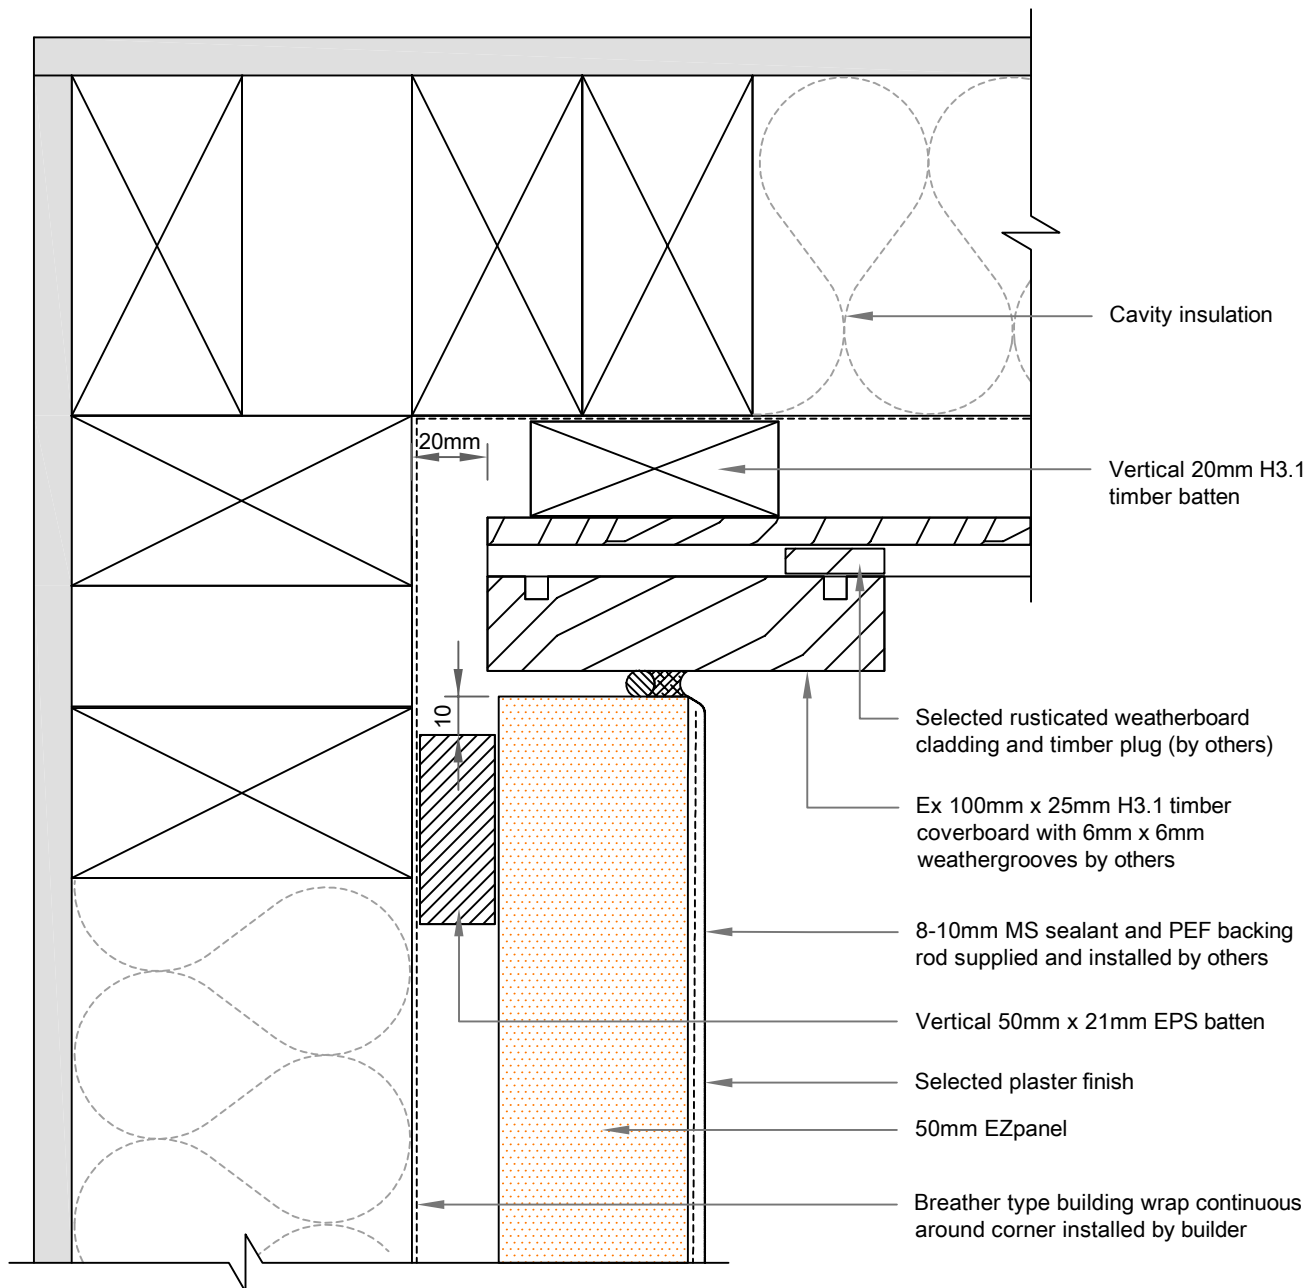 Cavity insulation
20mm
Vertical 20mm H3.1
timber batten
10
Selected rusticated weatherboard
cladding and timber plug (by others)
Ex 100mm x 25mm H3.1 timber
coverboard with 6mm x 6mm
weathergrooves by others
8-10mm MS sealant and PEF backing
rod supplied and installed by others
Vertical 50mm x 21mm EPS batten
Selected plaster finish
50mm EZpanel
Breather type building wrap continuous
around corner installed by builder